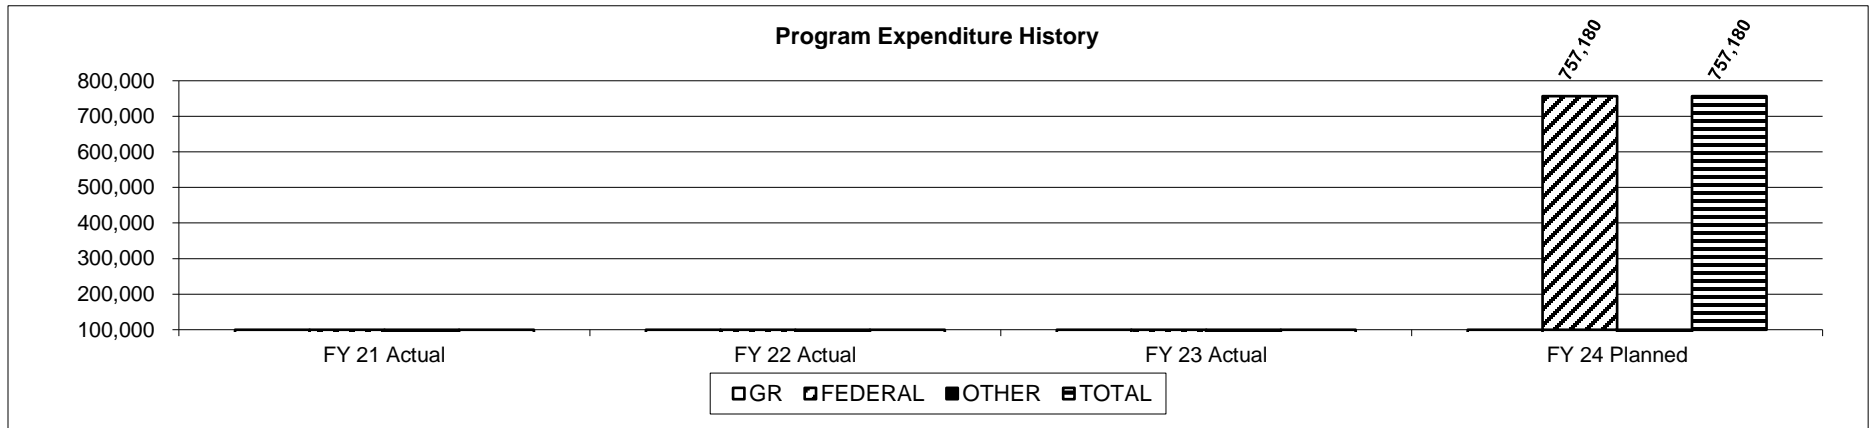 Program Expenditure History
757,180
757,180
800,000
700,000
600,000
500,000
400,000
300,000
200,000
100,000
FY 21 Actual
FY 22 Actual
FY 23 Actual
FY 24 Planned
GR FEDERAL OTHER TOTAL